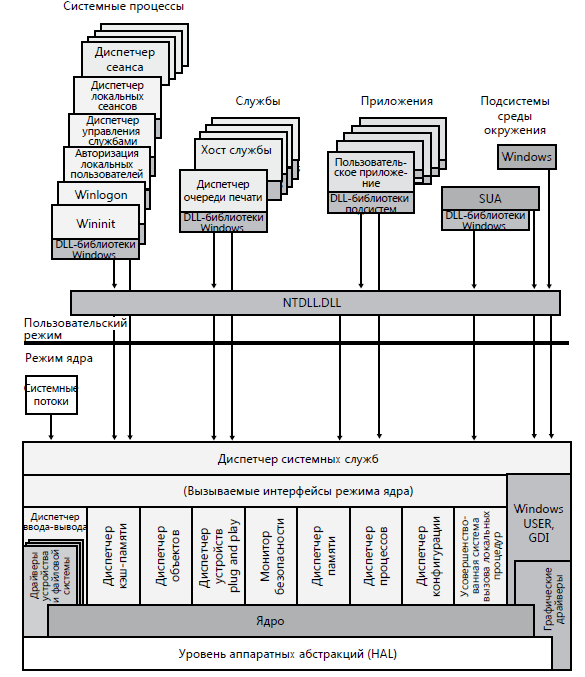 Системные процессы
Диспетчер
сеанса
Диспетчер
локальных
сеансов
Диспетчер
управления
службами
Авторизация
локальных
пользователей
Winlogon
Wininit
DLL-библиотеки
Windows
Службы
Хост службы
Диспетчер
очереди печати
DLL-библиотеки
Windows
Приложения
Пользователь-
ское приложе-
ние
DLL-библиотеки
подсистем
Подсистемы
среды
окружения
Windows
SUA
DLL-библиотеки
Windows
NTDLL.DLL
Пользовательский
режим
Режим ядра
Системные
потоки
Диспетчер системных служб
(Вызываемые интерфейсы режима ядра)
Диспетчер
ввода-вывода
Драйверы
устройства
и файловой
системы
Диспетчер
кэш-памяти
Диспетчер
объектов
Диспетчер
устройств
plug and play
Монитор
безопасности
Диспетчер
памяти
Диспетчер
процессов
Диспетчер
конфигурации
Усовершенство-
ванная система
вызова локальных
процедур
Windows
USER,
GDI
Графические
драйверы
Ядро
Уровень аппаратных абстракций (HAL)